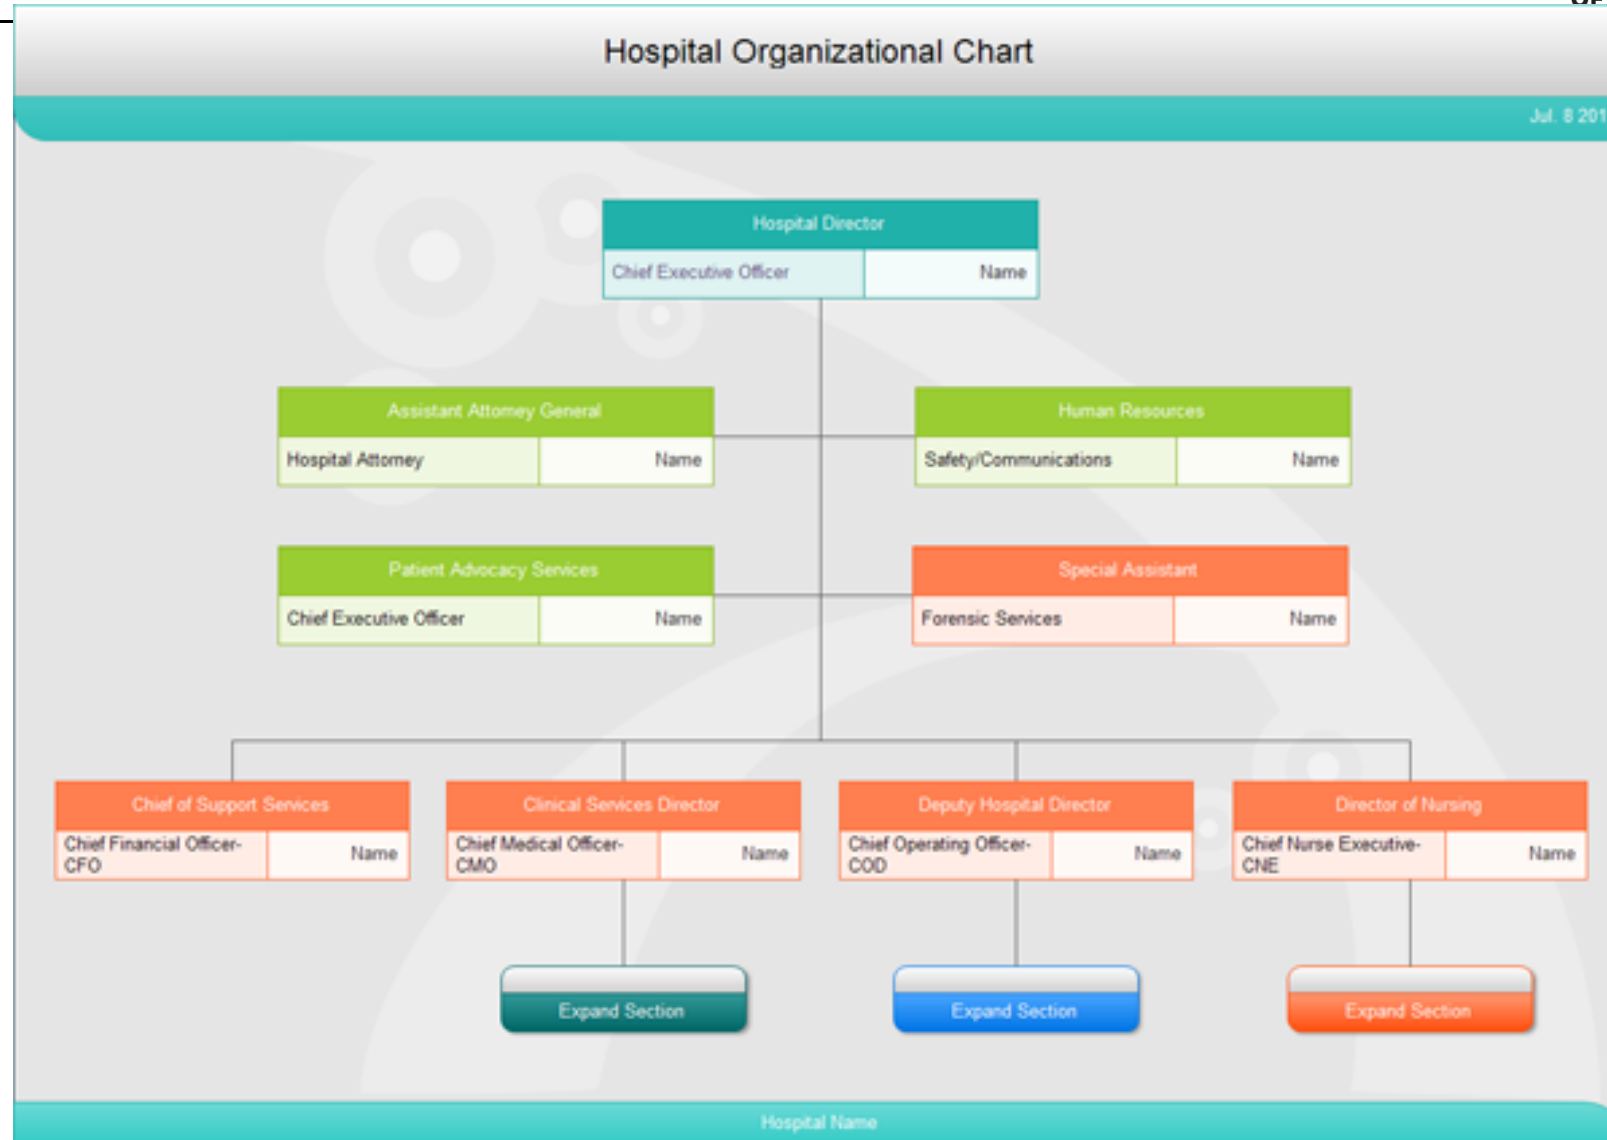 Hospital Organizational Chart
Jul. 8 201
Hospital Director
Chief Executive Officer Name
Assistant Attorney General
Hospital Attorney Name
Human Resources
Safety/Communications Name
Patient Advocacy Services
Chief Executive Officer Name
Special Assistant
Forensic Services Name
Chief of Support Services
Chief Financial Officer-
CFO
Name
Clinical Services Director
Chief Medical Officer-
CMO
Name
Deputy Hospital Director
Chief Operating Officer-
COD
Name
Director of Nursing
Chief Nurse Executive-
CNE
Name
Expand Section
Expand Section
Expand Section
Hospital Name